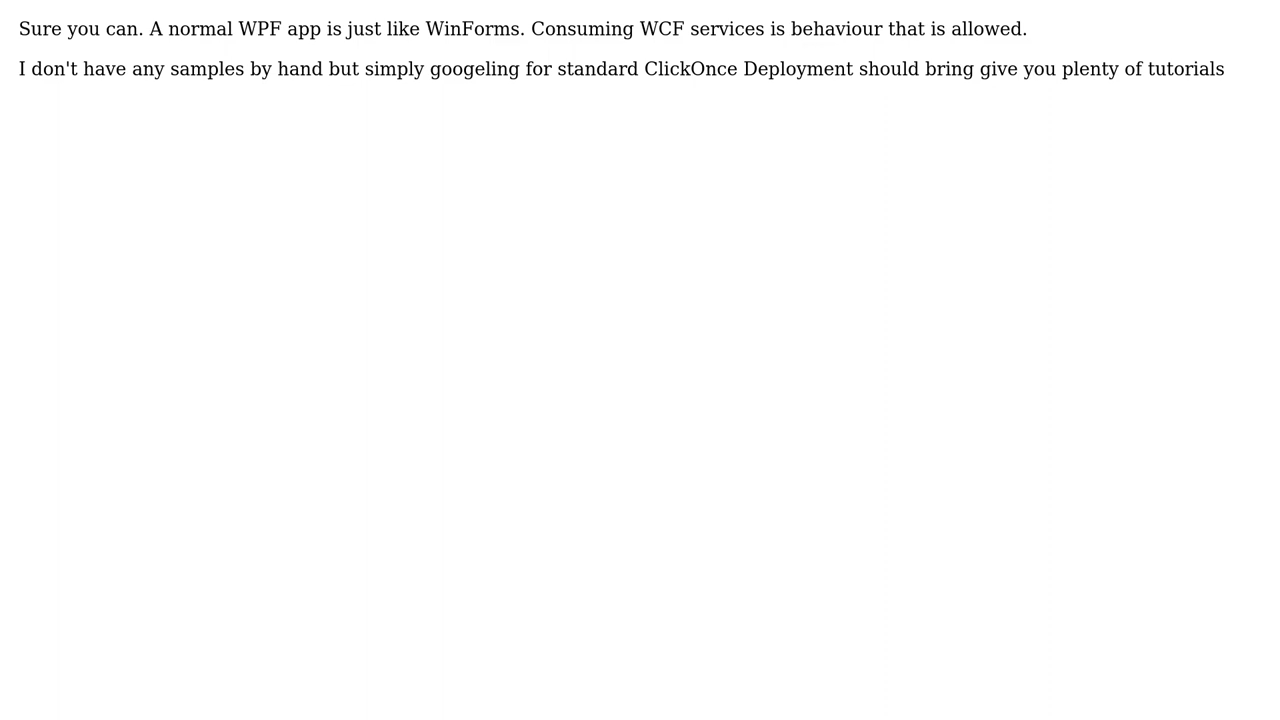 Sure you can. A normal WPF app is just like WinForms. Consuming WCF services is behaviour that is allowed.
I don't have any samples by hand but simply googeling for standard ClickOnce Deployment should bring give you plenty of tutorials